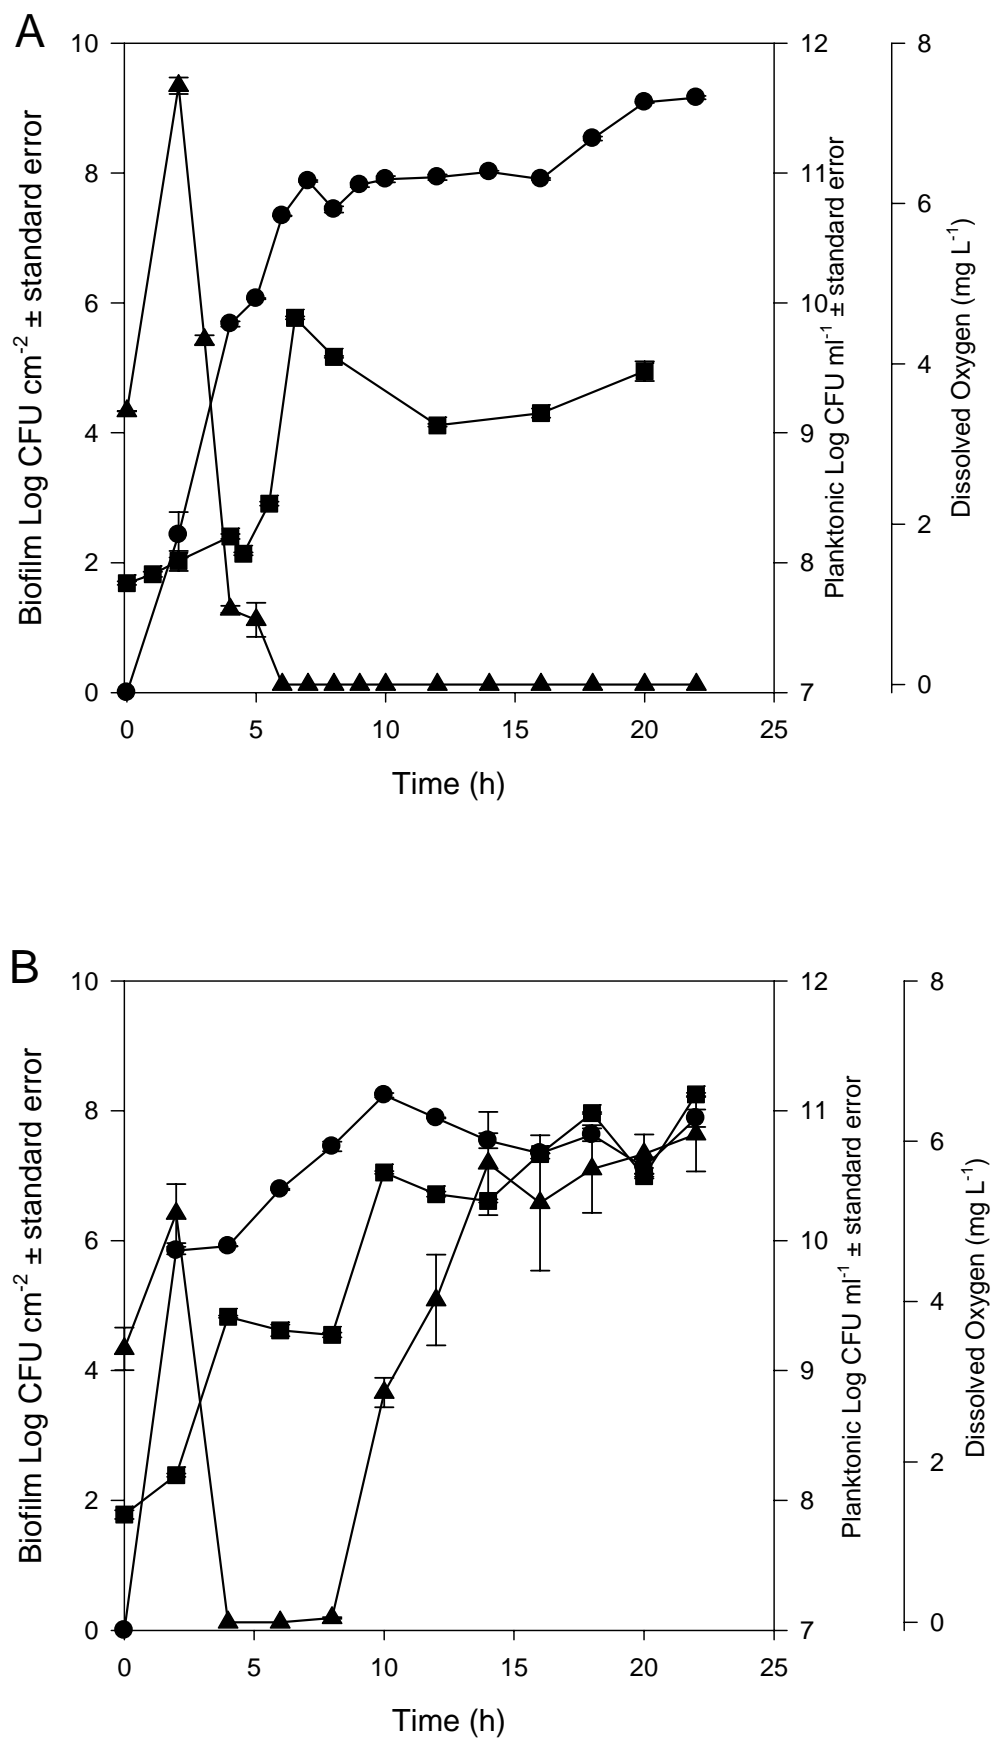 A
10
8
6
4
2
0
Biofilm Log CFU cm-2 ± standard error
12
11
10
9
8
7
Planktonic Log CFU ml-1 ± standard error
8
6
4
2
0
Dissolved Oxygen (mg L-1)
0 5 10 15 20 25
Time (h)
B
10
8
6
4
2
0
Biofilm Log CFU cm-2 ± standard error
12
11
10
9
8
7
Planktonic Log CFU ml-1 ± standard error
8
6
4
2
0
Dissolved Oxygen (mg L-1)
0 5 10 15 20 25
Time (h)